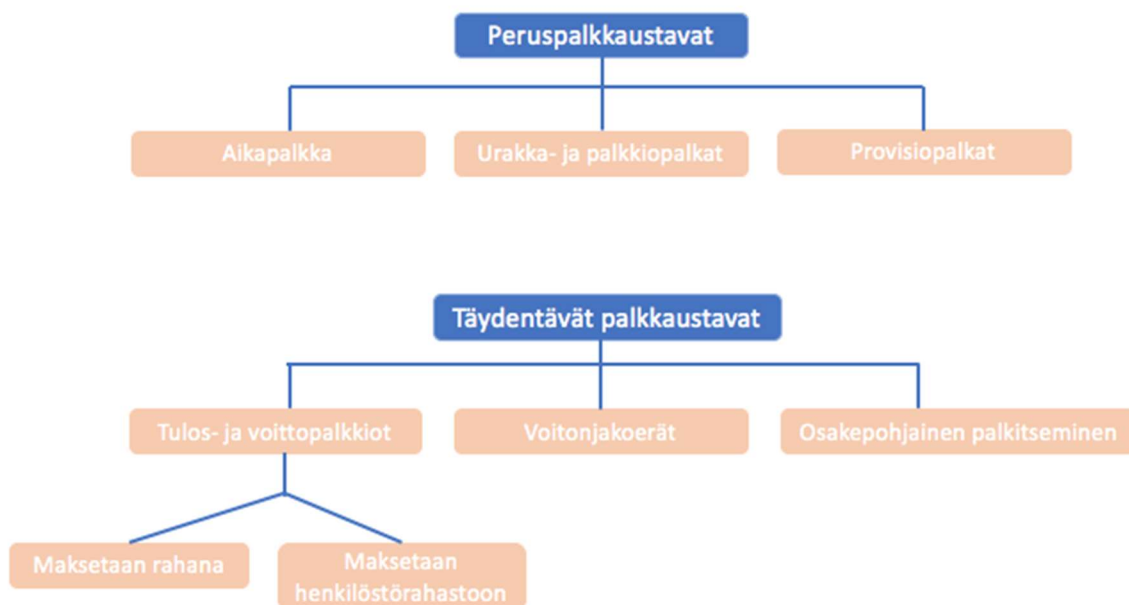 Peruspalkkaustavat
Aikapalkka
Urakka- ja palkkiopalkat
Provisiopalkat
Täydentävät palkkaustavat
Tulos- ja voittopalkkiot
Voitonjakoerät
Osakepohjainen palkitseminen
Maksetaan rahana
Maksetaan
henkilöstörahastoon